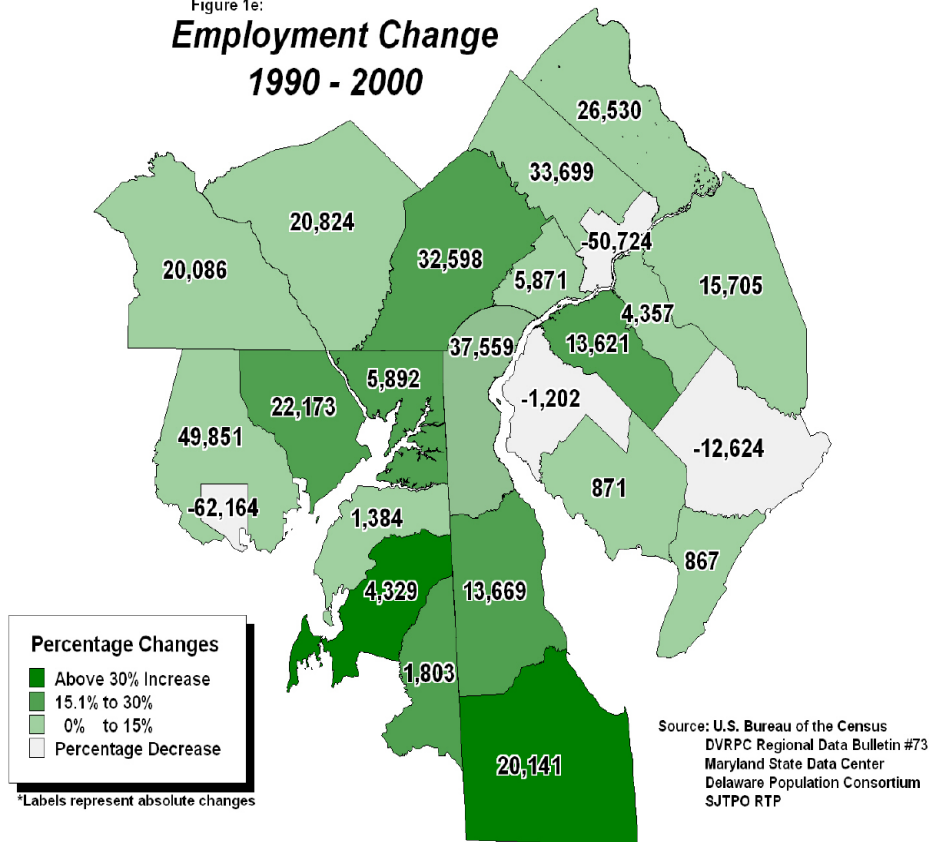 Figure 1e:
Employment Change
1990 - 2000
26,530
33,699
-50,724
20,824
32,598
5,871
20,086
15,705
4,357
37,559
13,621
5,892
-1,202
22,173
49,851
-12,624
871
-62,164
1,384
867
4,329
13,669
1,803
20,141
Percentage Changes
Above 30% Increase
15.1% to 30%
0% to 15%
Percentage Decrease
*Labels represent absolute changes
Source: U.S. Bureau of the Census
DVRPC Regional Data Bulletin #73
Maryland State Data Center
Delaware Population Consortium
SJTPO RTP